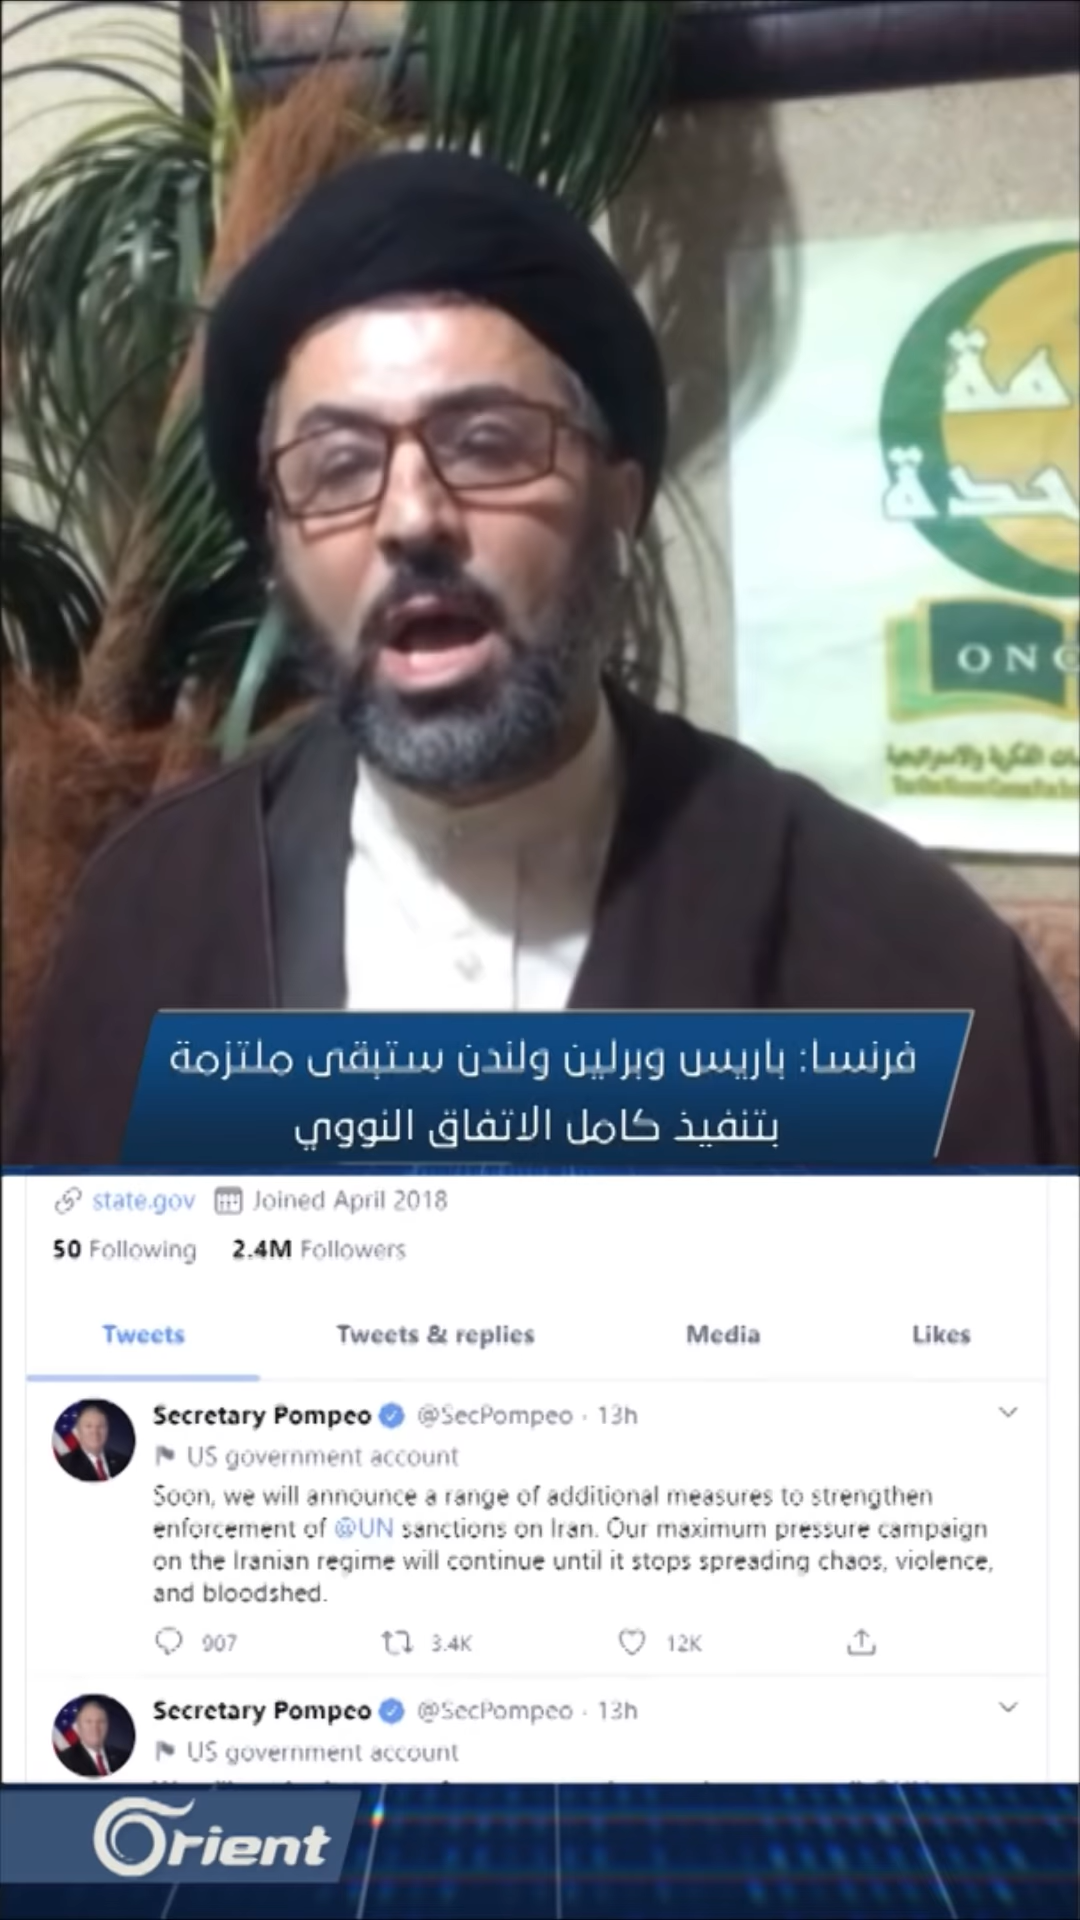 مة
حدة
ONE
فرنسا: باريس وبرلين ولندن ستبقى ملتزمة
بتنفيذ كامل الاتفاق النووي
state.gov Joined April 2018
50 Following 2.4M Followers
Tweets Tweets & replies Media Likes
Secretary Pompeo @SecPompeo · 13h
US government account
Soon, we will announce a range of additional measures to strengthen
enforcement of @UN sanctions on Iran. Our maximum pressure campaign
on the Iranian regime will continue until it stops spreading chaos, violence,
and bloodshed.
907 3.4K 12K
Secretary Pompeo @SecPompeo · 13h
US government account
Orient